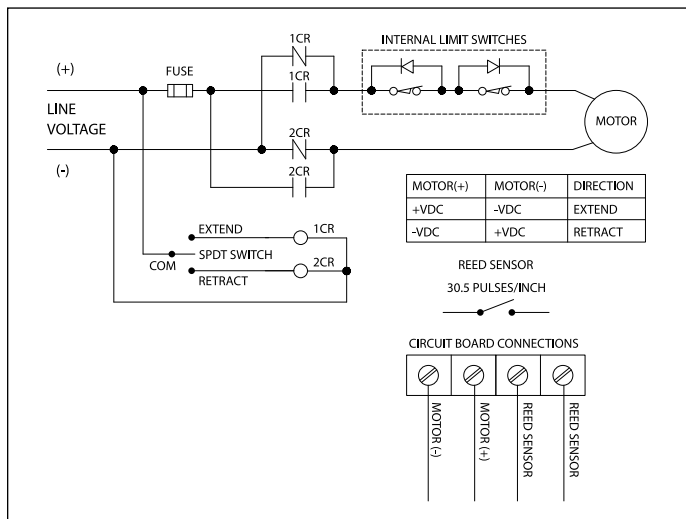 1CR
INTERNAL LIMIT SWITCHES
(+)
FUSE
1CR
LINE
VOLTAGE
MOTOR
2CR
(-)
2CR
MOTOR(+) MOTOR(-) DIRECTION
+VDC -VDC EXTEND
-VDC +VDC RETRACT
EXTEND 1CR
SPDT SWITCH
COM
2CR
RETRACT
REED SENSOR
30.5 PULSES/INCH
CIRCUIT BOARD CONNECTIONS
MOTOR (-)
MOTOR (+)
REED SENSOR
REED SENSOR